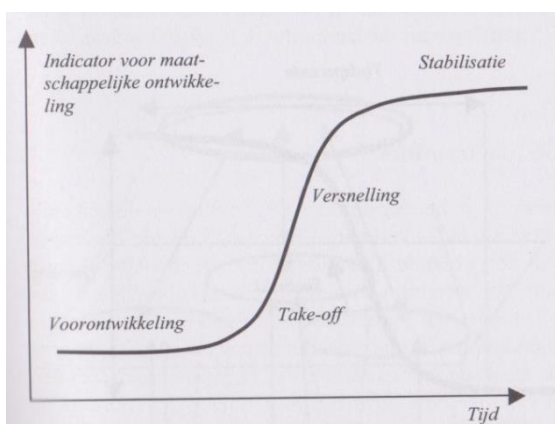 Indicator voor maat-
schappelijke ontwikke-
ling
Stabilisatie
Versnelling
Voorontwikkeling
Take-off
Tijd